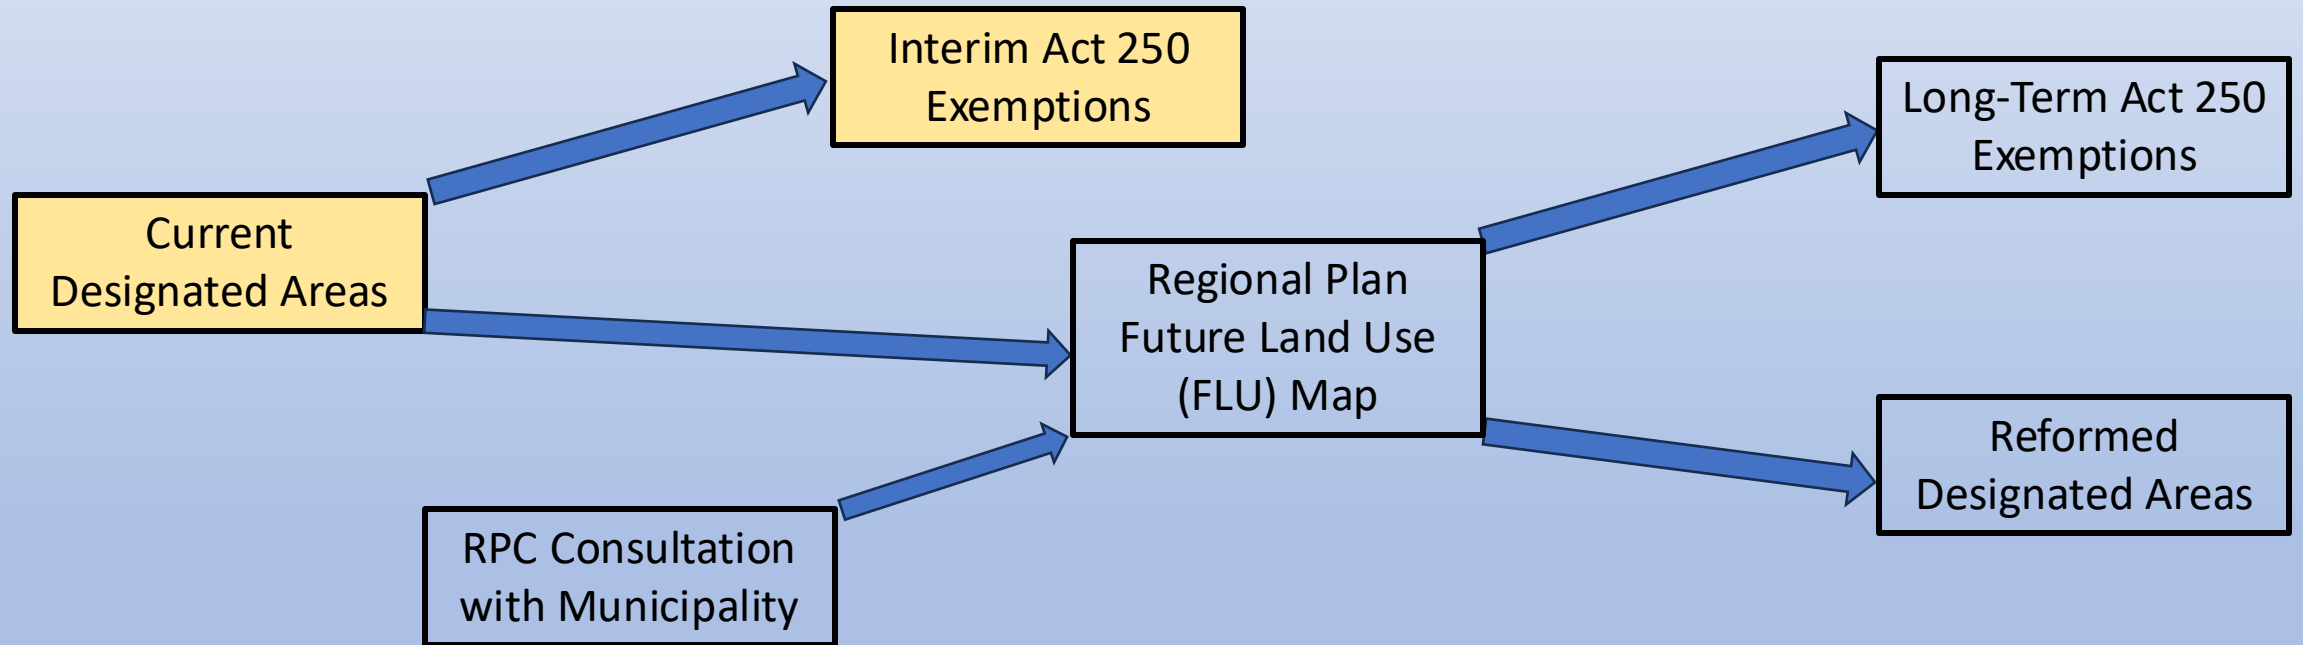 Interim Act 250
Exemptions
Long-Term Act 250
Exemptions
Current
Designated Areas
Regional Plan
Future Land Use
(FLU) Map
Reformed
Designated Areas
RPC Consultation
with Municipality